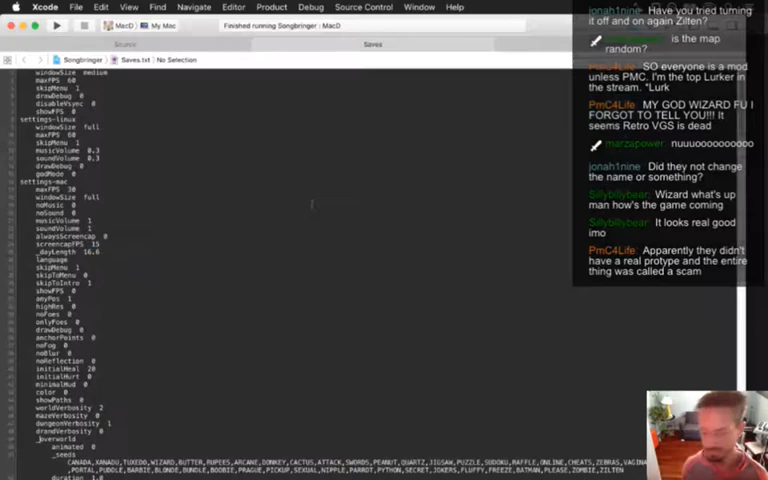 Xcode File Edit View Find Navigate Editor Product Debug Source Control Window Help
MacD My Mac
Finished running Songbringer : MacD
Source
Saves
Songbringer Saves.txt No Selection
windowSize medium
maxFPS 60
skipMenu 1
drawDebug 0
disableVsync 0
showFPS 0
settings-linux
windowSize full
maxFPS 60
skipMenu 1
musicVolume 0.3
soundVolume 0.3
drawDebug 0
godMode 0
settings-mac
maxFPS 30
windowSize full
noMusic 0
noSound 0
musicVolume 1
soundVolume 1
alwaysScreencap 0
screencapFPS 15
_dayLength 16.6
language
skipMenu 1
skipToMenu 0
skipToIntro 1
showFPS 0
anyPos 1
highRes 0
noFoes 0
onlyFoes 0
drawDebug 0
anchorPoints 0
noFog 0
noBlur 0
noReflection 0
initialHeal 20
initialHurt 0
minimalHud 0
color 0
showPaths 0
worldVerbosity 2
mazeVerbosity 0
dungeonVerbosity 1
drandVerbosity 0
_overworld
animated 0
_seeds
CANADA,XANADU,TUXEDO,WIZARD,BUTTER,RUPEES,ARCANE,DONKEY,CACTUS,ATTACK,SWORDS,PEANUT,QUARTZ,JIGSAW,PUZZLE,SUDOKU,RAFFLE,ONLINE,CHEATS,ZEBRAS,VAGINA
,PORTAL,PUDDLE,BARBIE,BLONDE,BUNDLE,BOOBIE,PRAGUE,PICKUP,SEXUAL,NIPPLE,PARROT,PYTHON,SECRET,JOKERS,FLUFFY,FREEZE,BATMAN,PLEASE,ZOMBIE,ZILTEN
duration 1.0
jonah1nine: Have you tried turning
it off and on again Zilten?
is the map
random?
PmC4Life: SO everyone is a mod
unless PMC. I'm the top Lurker in
the stream. *Lurk
PmC4Life: MY GOD WIZARD FU I
FORGOT TO TELL YOU!!! It
seems Retro VGS is dead
marzapower: nuuuoooooooooo
jonah1nine: Did they not change
the name or something?
Sillybillybear: Wizard what's up
man how's the game coming
Sillybillybear: It looks real good
imo
PmC4Life: Apparently they didn't
have a real protype and the entire
thing was called a scam